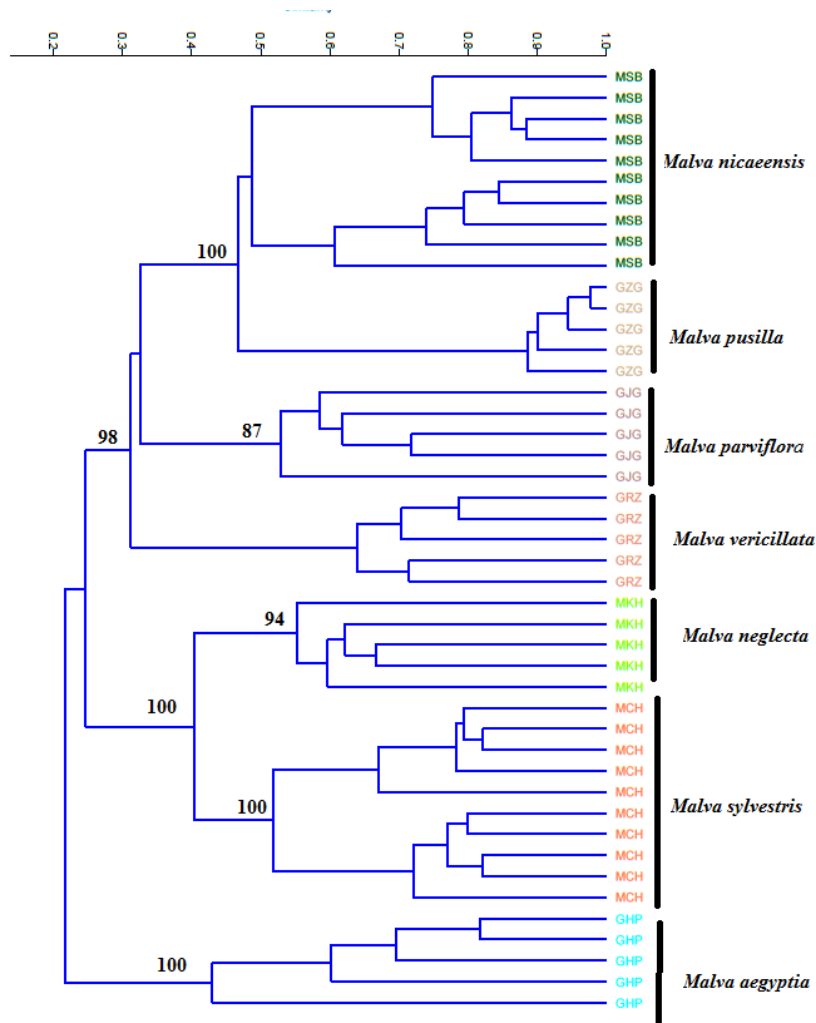 0.2 0.3 0.4 0.5 0.6 0.7 0.8 0.9 1.0
MSB
MSB
MSB
MSB
MSB
Malva nicaeensis
MSB
MSB
MSB
MSB
MSB
100
GZG
GZG
GZG
Malva pusilla
GZG
GZG
GJG
GJG
98
87
GJG
Malva parviflora
GJG
GJG
GRZ
GRZ
GRZ
Malva vericillata
GRZ
GRZ
MKH
94
MKH
Malva neglecta
MKH
MKH
MKH
100
MCH
MCH
MCH
MCH
MCH
Malva sylvestris
100
MCH
MCH
MCH
MCH
MCH
GHP
GHP
100
GHP
GHP
Malva aegyptia
GHP